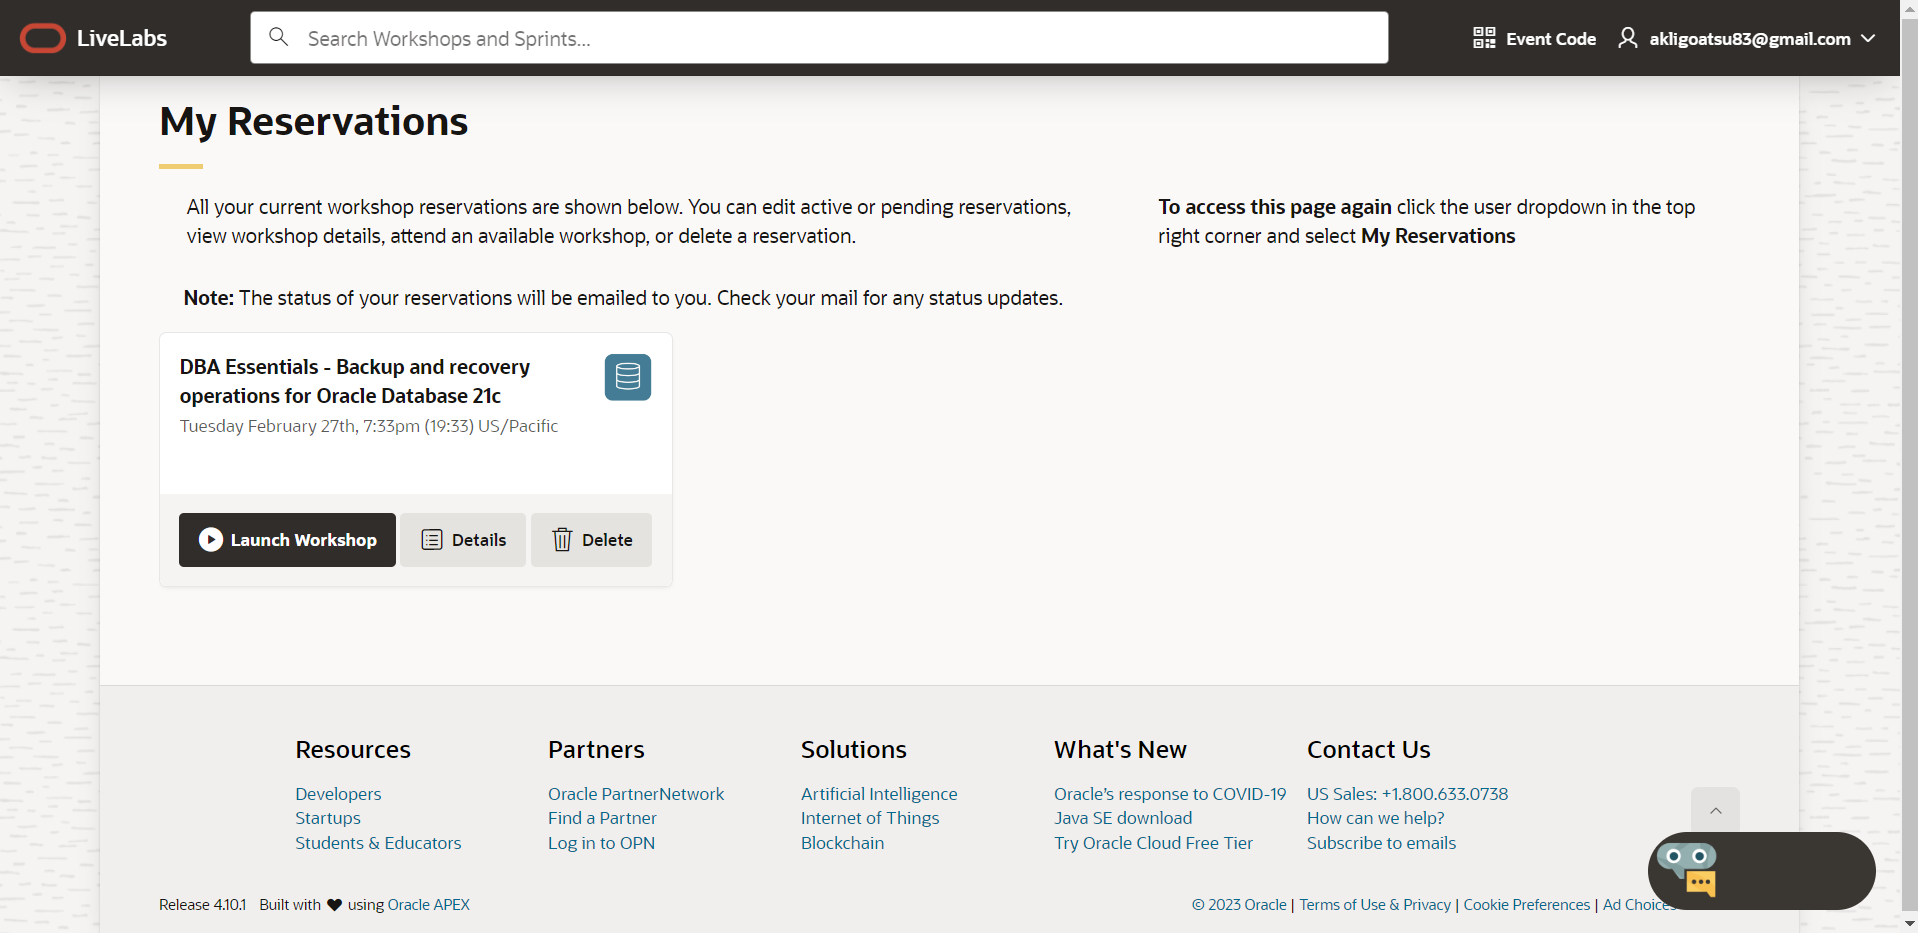 LiveLabs
Search Workshops and Sprints...
Event Code
akligoatsu83@gmail.com
My Reservations
All your current workshop reservations are shown below. You can edit active or pending reservations,
view workshop details, attend an available workshop, or delete a reservation.
To access this page again click the user dropdown in the top
right corner and select My Reservations
Note: The status of your reservations will be emailed to you. Check your mail for any status updates.
DBA Essentials - Backup and recovery
operations for Oracle Database 21c
Tuesday February 27th, 7:33pm (19:33) US/Pacific
Launch Workshop
Details
Delete
Resources
Developers
Startups
Students & Educators
Partners
Oracle PartnerNetwork
Find a Partner
Log in to OPN
Solutions
Artificial Intelligence
Internet of Things
Blockchain
What's New
Oracle’s response to COVID-19
Java SE download
Try Oracle Cloud Free Tier
Contact Us
US Sales: +1.800.633.0738
How can we help?
Subscribe to emails
Release 4.10.1 Built with ♥ using Oracle APEX
© 2023 Oracle | Terms of Use & Privacy | Cookie Preferences | Ad Choices